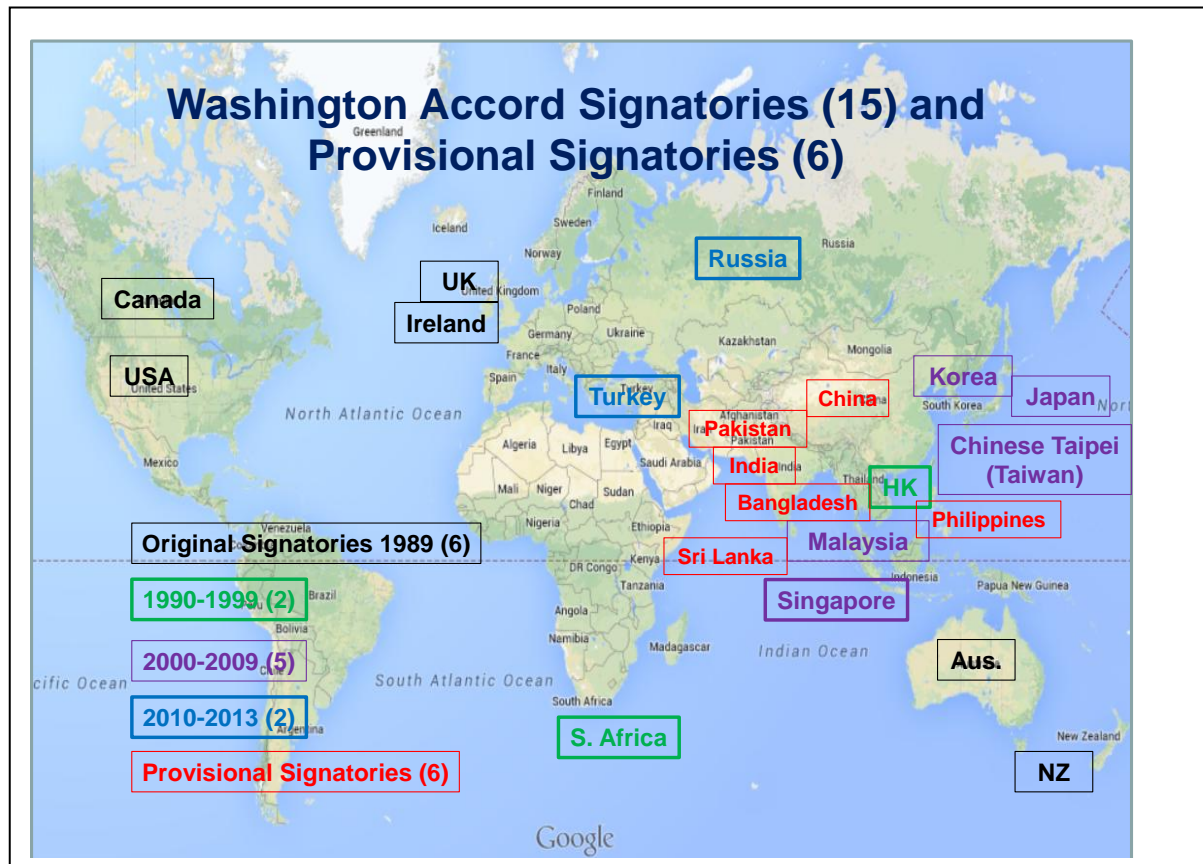 Washington Accord Signatories (15) and
Provisional Signatories (6)
Greenland
Finland
Sweden
Iceland
Norway
Russia
Russia
UK
United Kingdom
Canada
Ireland
Poland
Germany
Ukraine
Kazakhstan
Mongolia
France
USA
United States
Spain
Italy
Turkey
China
Korea
South Korea
Japan
North Atlantic Ocean
Afghanistan
Pakistan
Pakistan
Iraq
Algeria
Libya
Egypt
Saudi Arabia
Chinese Taipei
(Taiwan)
Mexico
India
India
Thailand
HK
Mali
Niger
Sudan
Chad
Bangladesh
Philippines
Nigeria
Ethiopia
Venezuela
Original Signatories 1989 (6)
Malaysia
Sri Lanka
Kenya
DR Congo
Indonesia
Papua New Guinea
Tanzania
1990-1999 (2)
Brazil
Singapore
Angola
Bolivia
Namibia
Madagascar
Indian Ocean
2000-2009 (5)
Aus.
cific Ocean
South Atlantic Ocean
South Africa
2010-2013 (2)
Argentina
S. Africa
New Zealand
Provisional Signatories (6)
NZ
Google